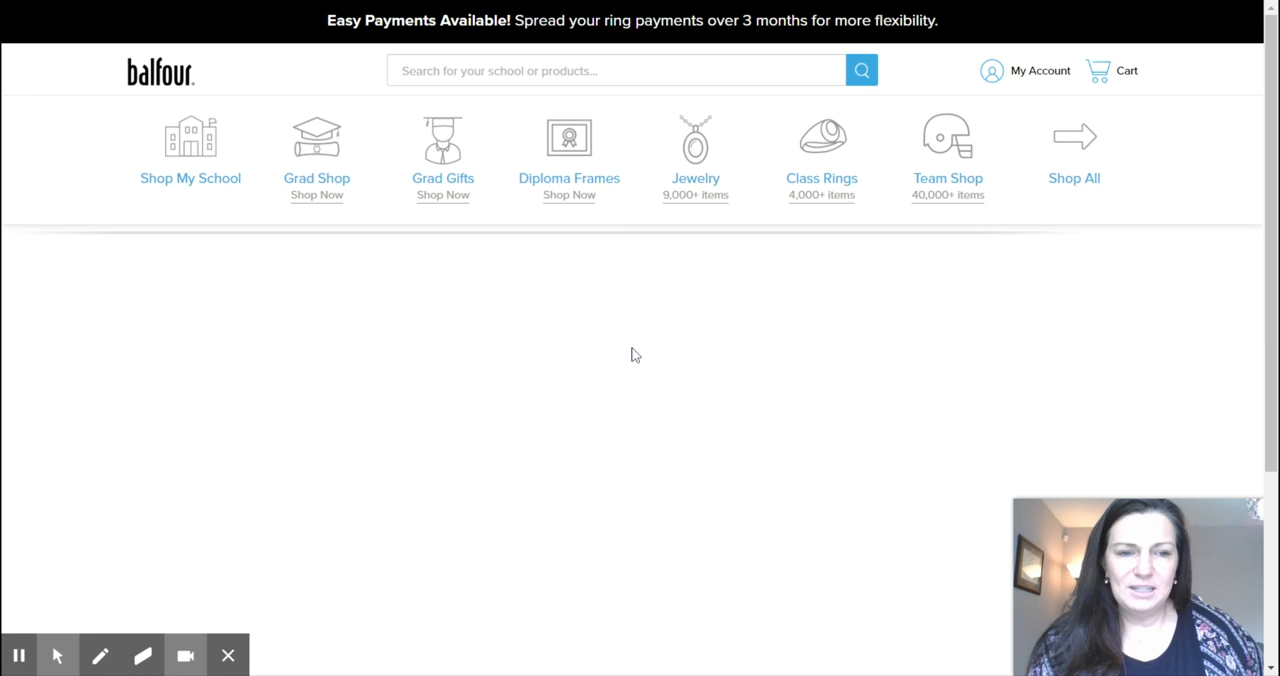 Easy Payments Available! Spread your ring payments over 3 months for more flexibility.
balfour.
Search for your school or products...
My Account
Cart
Shop My School
Grad Shop
Shop Now
Grad Gifts
Shop Now
Diploma Frames
Shop Now
Jewelry
9,000+ items
Class Rings
4,000+ items
Team Shop
40,000+ items
Shop All